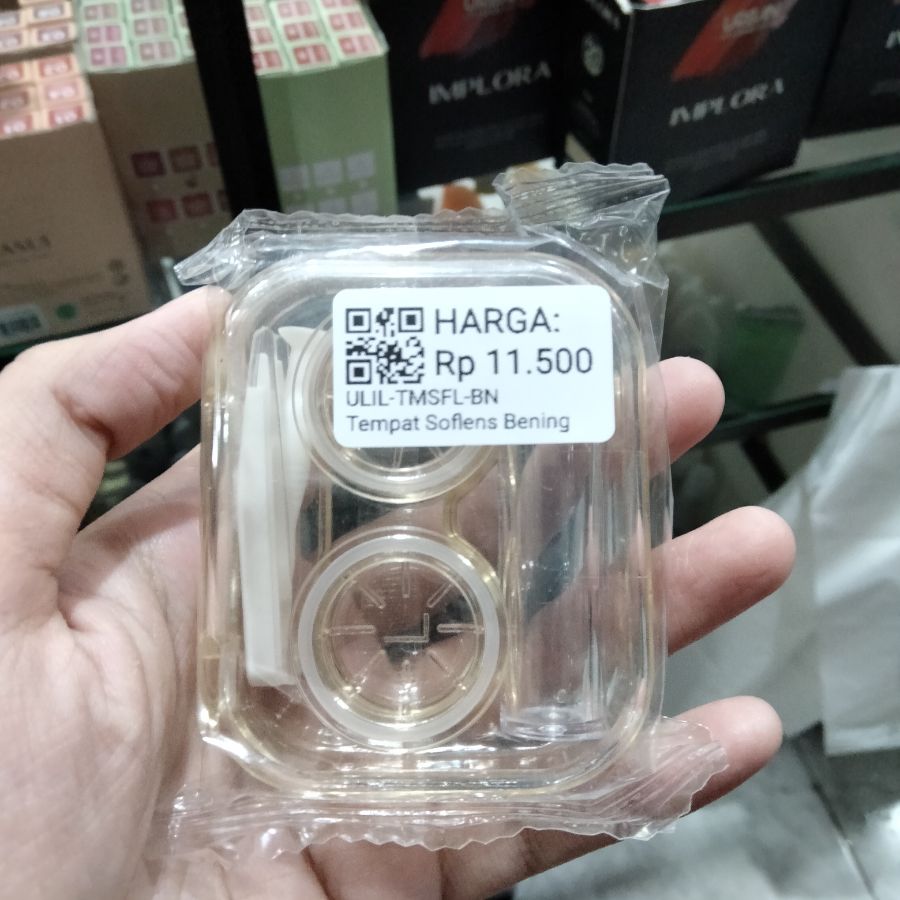 IMPLORA
IMPLORA
HARGA:
Rp 11.500
ULIL-TMSFL-BN
Tempat Soflens Bening
L